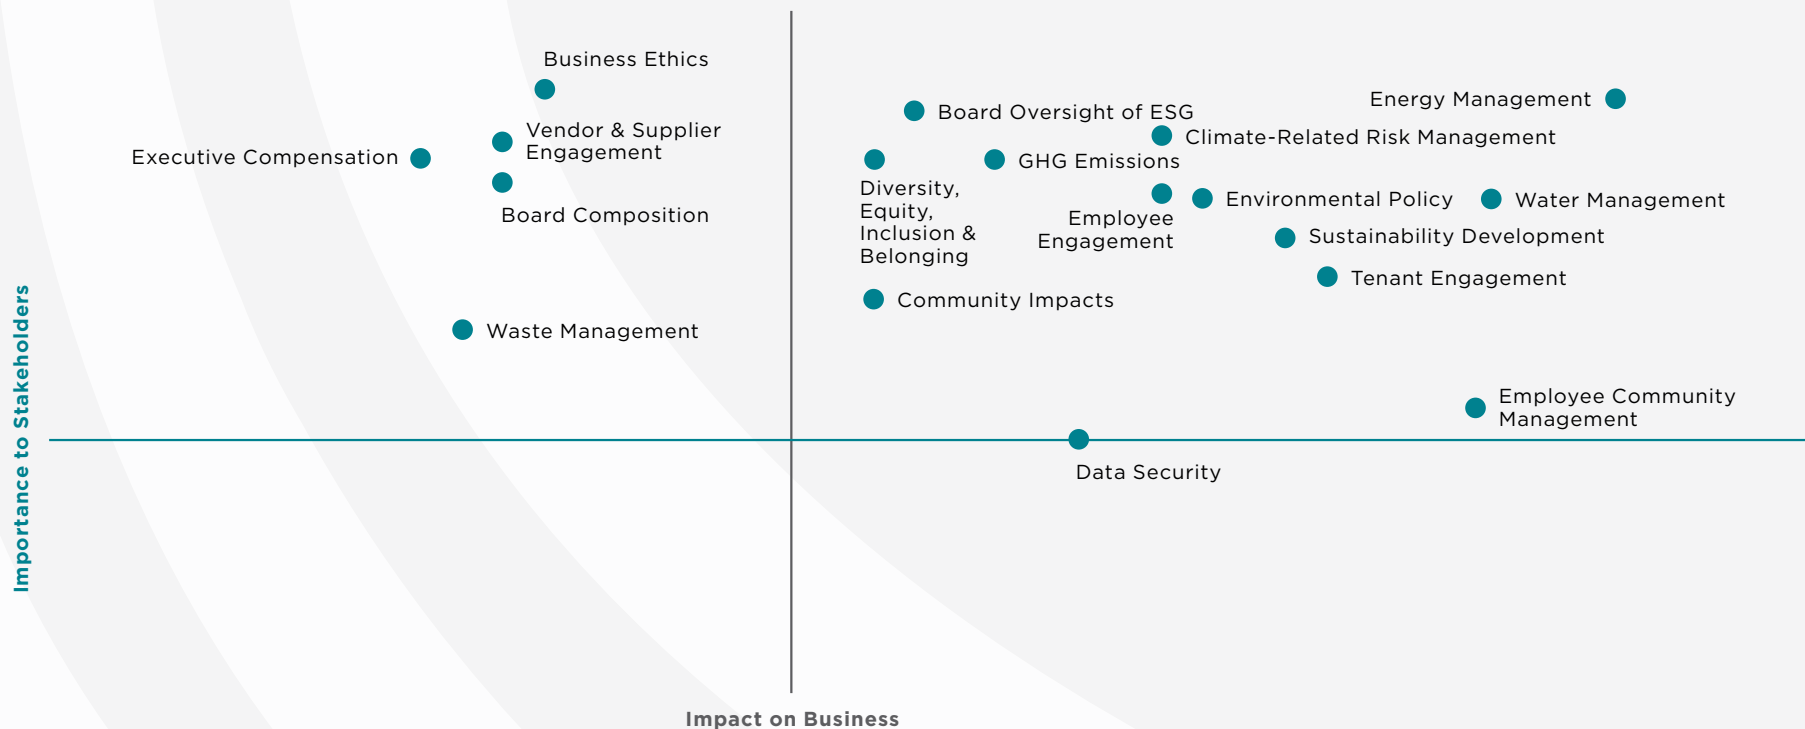 Business Ethics
Energy Management
Board Oversight of ESG
Vendor & Supplier
Engagement
Climate-Related Risk Management
Executive Compensation
GHG Emissions
Diversity,
Equity,
Inclusion &
Belonging
Board Composition
Employee
Engagement
Environmental Policy
Water Management
Sustainability Development
Tenant Engagement
Community Impacts
Waste Management
Employee Community
Management
Data Security
Importance to Stakeholders
Impact on Business